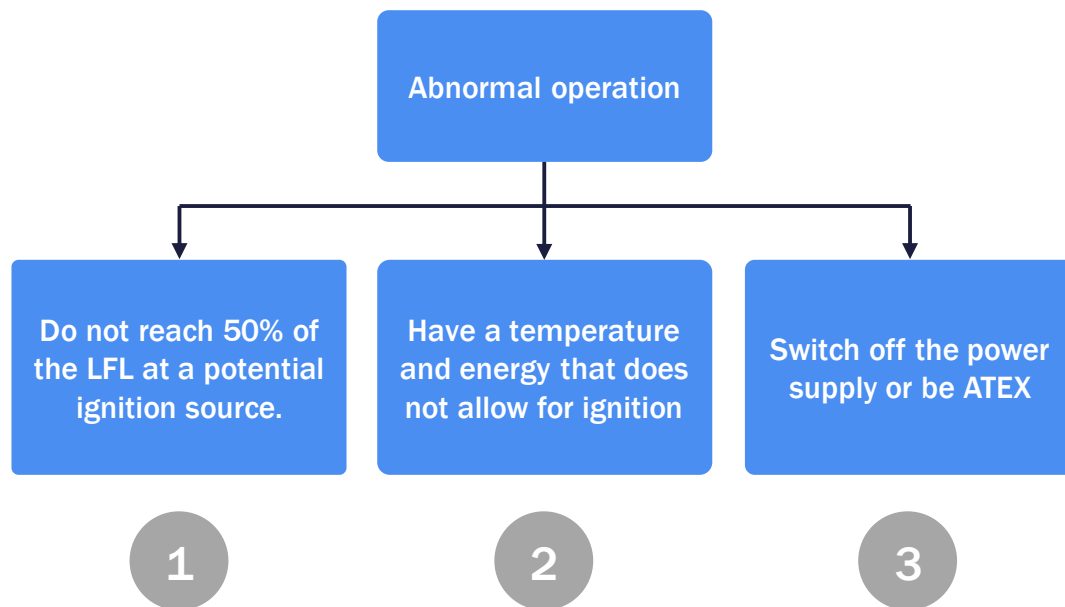 Abnormal operation
Do not reach 50% of
the LFL at a potential
ignition source.
Have a temperature
and energy that does
not allow for ignition
Switch off the power
supply or be ATEX
1
2
3